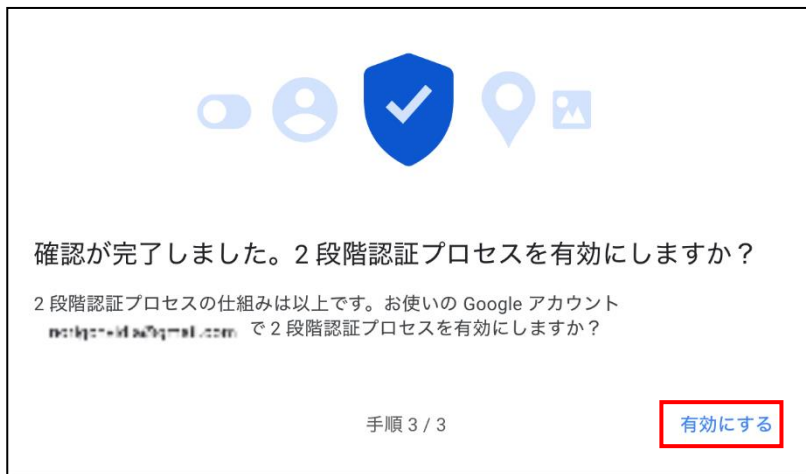 確認が完了しました。2 段階認証プロセスを有効にしますか？
2 段階認証プロセスの仕組みは以上です。お使いの Google アカウント
で 2 段階認証プロセスを有効にしますか？
手順 3 / 3
有効にする